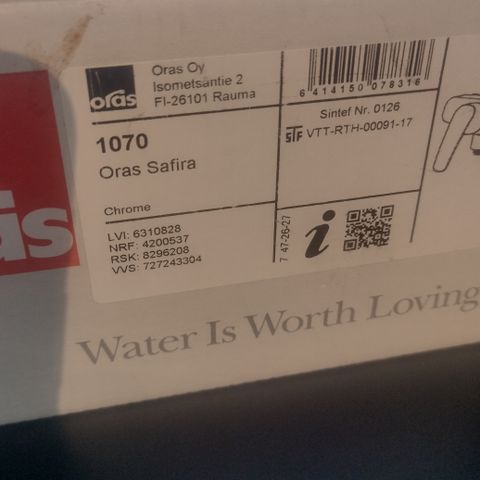 oras
Oras Oy
Isometsäntie 2
FI-26101 Rauma
1070
Oras Safira
Chrome
LVI: 6310828
NRF: 4200537
RSK: 8296208
VVS: 727243304
6 414150 078316
Sintef Nr. 0126
STF VTT-RTH-00091-17
7 47-26-27
i
as
Water Is Worth Loving